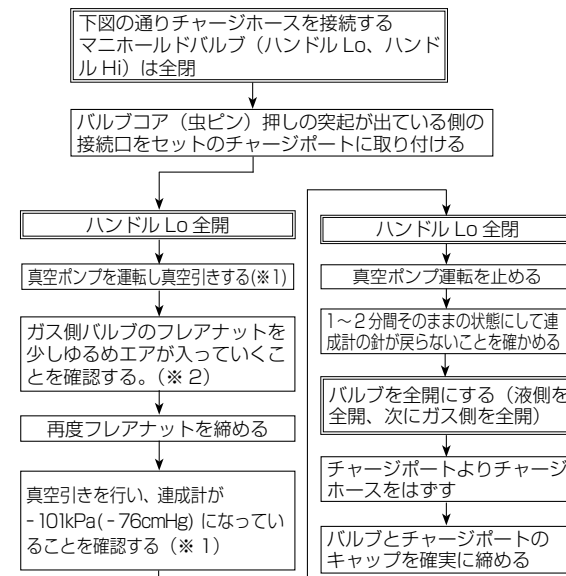 下図の通りチャージホースを接続する
マニホールドバルブ（ハンドル Lo、ハンド
ル Hi）は全閉
バルブコア（虫ピン）押しの突起が出ている側の
接続口をセットのチャージポートに取り付ける
ハンドル Lo 全開
真空ポンプを運転し真空引きする(※1)
ガス側バルブのフレアナットを
少しゆるめエアが入っていくこ
とを確認する。（※ 2）
再度フレアナットを締める
真空引きを行い、連成計が
-101kPa(-76cmHg) になってい
ることを確認する（※ 1）
ハンドル Lo 全閉
真空ポンプ運転を止める
1～2分間そのままの状態にして連
成計の針が戻らないことを確かめる
バルブを全開にする（液側を
全開、次にガス側を全開）
チャージポートよりチャージ
ホースをはずす
バルブとチャージポートの
キャップを確実に締める